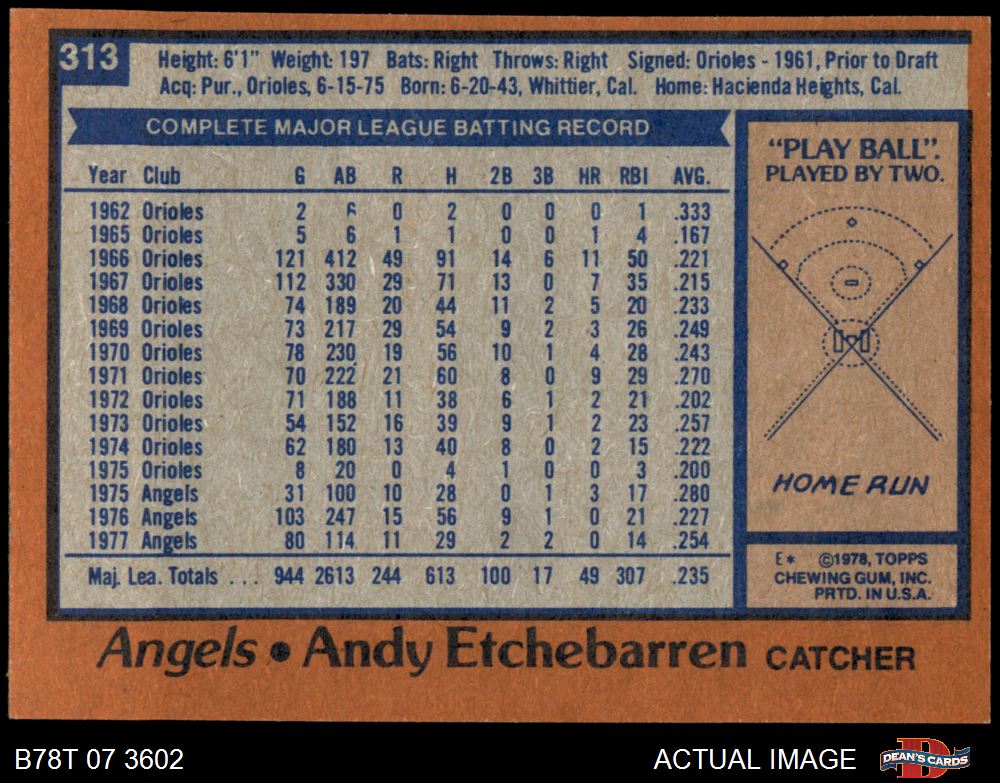 313
Height: 6'1" Weight: 197 Bats: Right Throws: Right Signed: Orioles - 1961, Prior to Draft
Acq: Pur., Orioles, 6-15-75 Born: 6-20-43, Whittier, Cal. Home: Hacienda Heights, Cal.
COMPLETE MAJOR LEAGUE BATTING RECORD
Year Club G AB R H 2B 3B HR RBI AVG.
1962 Orioles 2 6 0 2 0 0 0 1 .333
1965 Orioles 5 6 1 1 0 0 1 4 .167
1966 Orioles 121 412 49 91 14 6 11 50 .221
1967 Orioles 112 330 29 71 13 0 7 35 .215
1968 Orioles 74 189 20 44 11 2 5 20 .233
1969 Orioles 73 217 29 54 9 2 3 26 .249
1970 Orioles 78 230 19 56 10 1 4 28 .243
1971 Orioles 70 222 21 60 8 0 9 29 .270
1972 Orioles 71 188 11 38 6 1 2 21 .202
1973 Orioles 54 152 16 39 9 1 2 23 .257
1974 Orioles 62 180 13 40 8 0 2 15 .222
1975 Orioles 8 20 0 4 1 0 0 3 .200
1975 Angels 31 100 10 28 0 1 3 17 .280
1976 Angels 103 247 15 56 9 1 0 21 .227
1977 Angels 80 114 11 29 2 2 0 14 .254
Maj. Lea. Totals ... 944 2613 244 613 100 17 49 307 .235
"PLAY BALL".
PLAYED BY TWO.
HOME RUN
E* ©1978, TOPPS
CHEWING GUM, INC.
PRTD. IN U.S.A.
Angels • Andy Etchebarren CATCHER
B78T 07 3602
ACTUAL IMAGE
DEAN'S CARDS